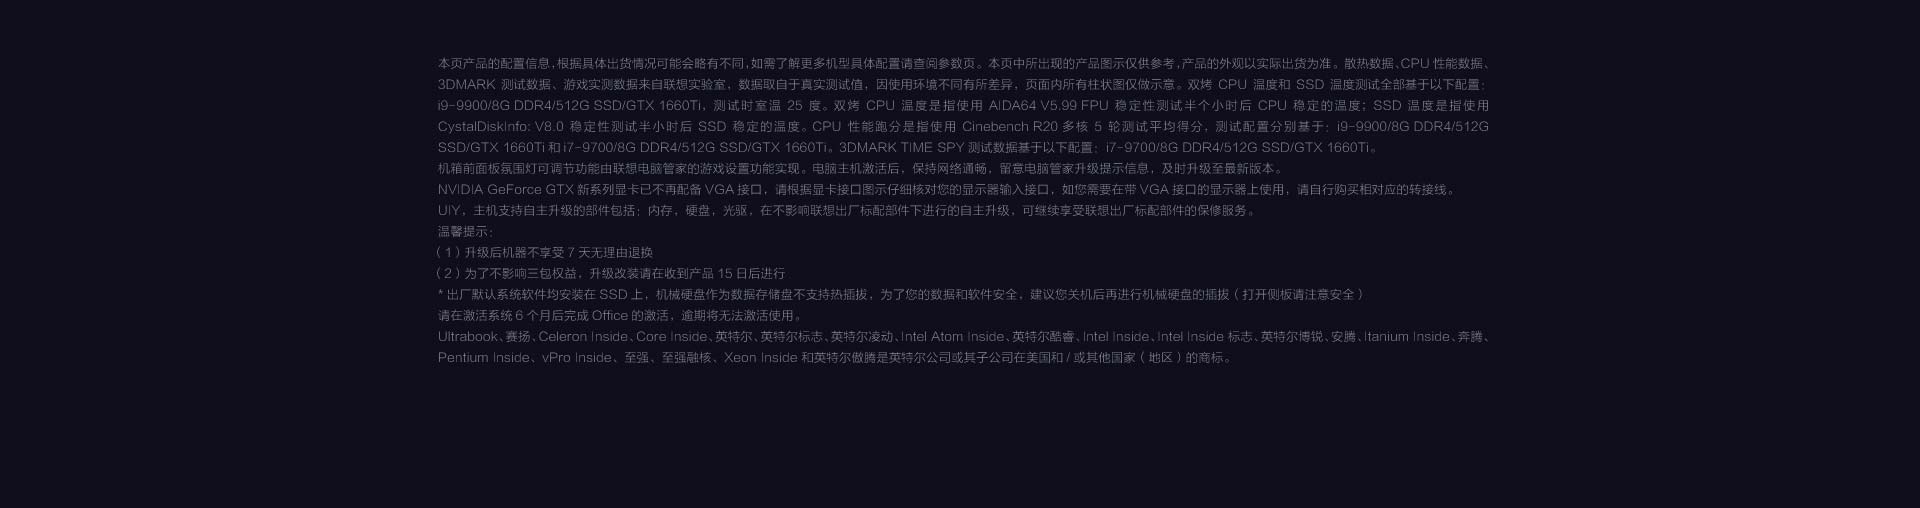 本页产品的配置信息,根据具体出货情况可能会略有不同,如需了解更多机型具体配置请查阅参数页。本页中所出现的产品图示仅供参考,产品的外观以实际出货为准。散热数据、CPU 性能数据、
3DMARK 测试数据、游戏实测数据来自联想实验室，数据取自于真实测试值，因使用环境不同有所差异，页面内所有柱状图仅做示意。双烤 CPU 温度和 SSD 温度测试全部基于以下配置：
i9-9900/8G DDR4/512G SSD/GTX 1660Ti，测试时室温 25 度。双烤 CPU 温度是指使用 AIDA64 V5.99 FPU 稳定性测试半个小时后 CPU 稳定的温度；SSD 温度是指使用
CystalDiskInfo: V8.0 稳定性测试半小时后 SSD 稳定的温度。CPU 性能跑分是指使用 Cinebench R20 多核 5 轮测试平均得分，测试配置分别基于：i9-9900/8G DDR4/512G
SSD/GTX 1660Ti 和 i7-9700/8G DDR4/512G SSD/GTX 1660Ti。3DMARK TIME SPY 测试数据基于以下配置：i7-9700/8G DDR4/512G SSD/GTX 1660Ti。
机箱前面板氛围灯可调节功能由联想电脑管家的游戏设置功能实现。电脑主机激活后，保持网络通畅，留意电脑管家升级提示信息，及时升级至最新版本。
NVIDIA GeForce GTX 新系列显卡已不再配备 VGA 接口，请根据显卡接口图示仔细核对您的显示器输入接口，如您需要在带 VGA 接口的显示器上使用，请自行购买相对应的转接线。
UIY，主机支持自主升级的部件包括：内存，硬盘，光驱，在不影响联想出厂标配部件下进行的自主升级，可继续享受联想出厂标配部件的保修服务。
温馨提示：
（1）升级后机器不享受 7 天无理由退换
（2）为了不影响三包权益，升级改装请在收到产品 15 日后进行
* 出厂默认系统软件均安装在 SSD 上，机械硬盘作为数据存储盘不支持热插拔，为了您的数据和软件安全，建议您关机后再进行机械硬盘的插拔（打开侧板请注意安全）
请在激活系统 6 个月后完成 Office 的激活，逾期将无法激活使用。
Ultrabook、赛扬、Celeron Inside、Core Inside、英特尔、英特尔标志、英特尔凌动、Intel Atom Inside、英特尔酷睿、Intel Inside、Intel Inside 标志、英特尔博锐、安腾、Itanium Inside、奔腾、
Pentium Inside、vPro Inside、至强、至强融核、Xeon Inside 和英特尔傲腾是英特尔公司或其子公司在美国和 / 或其他国家（地区）的商标。